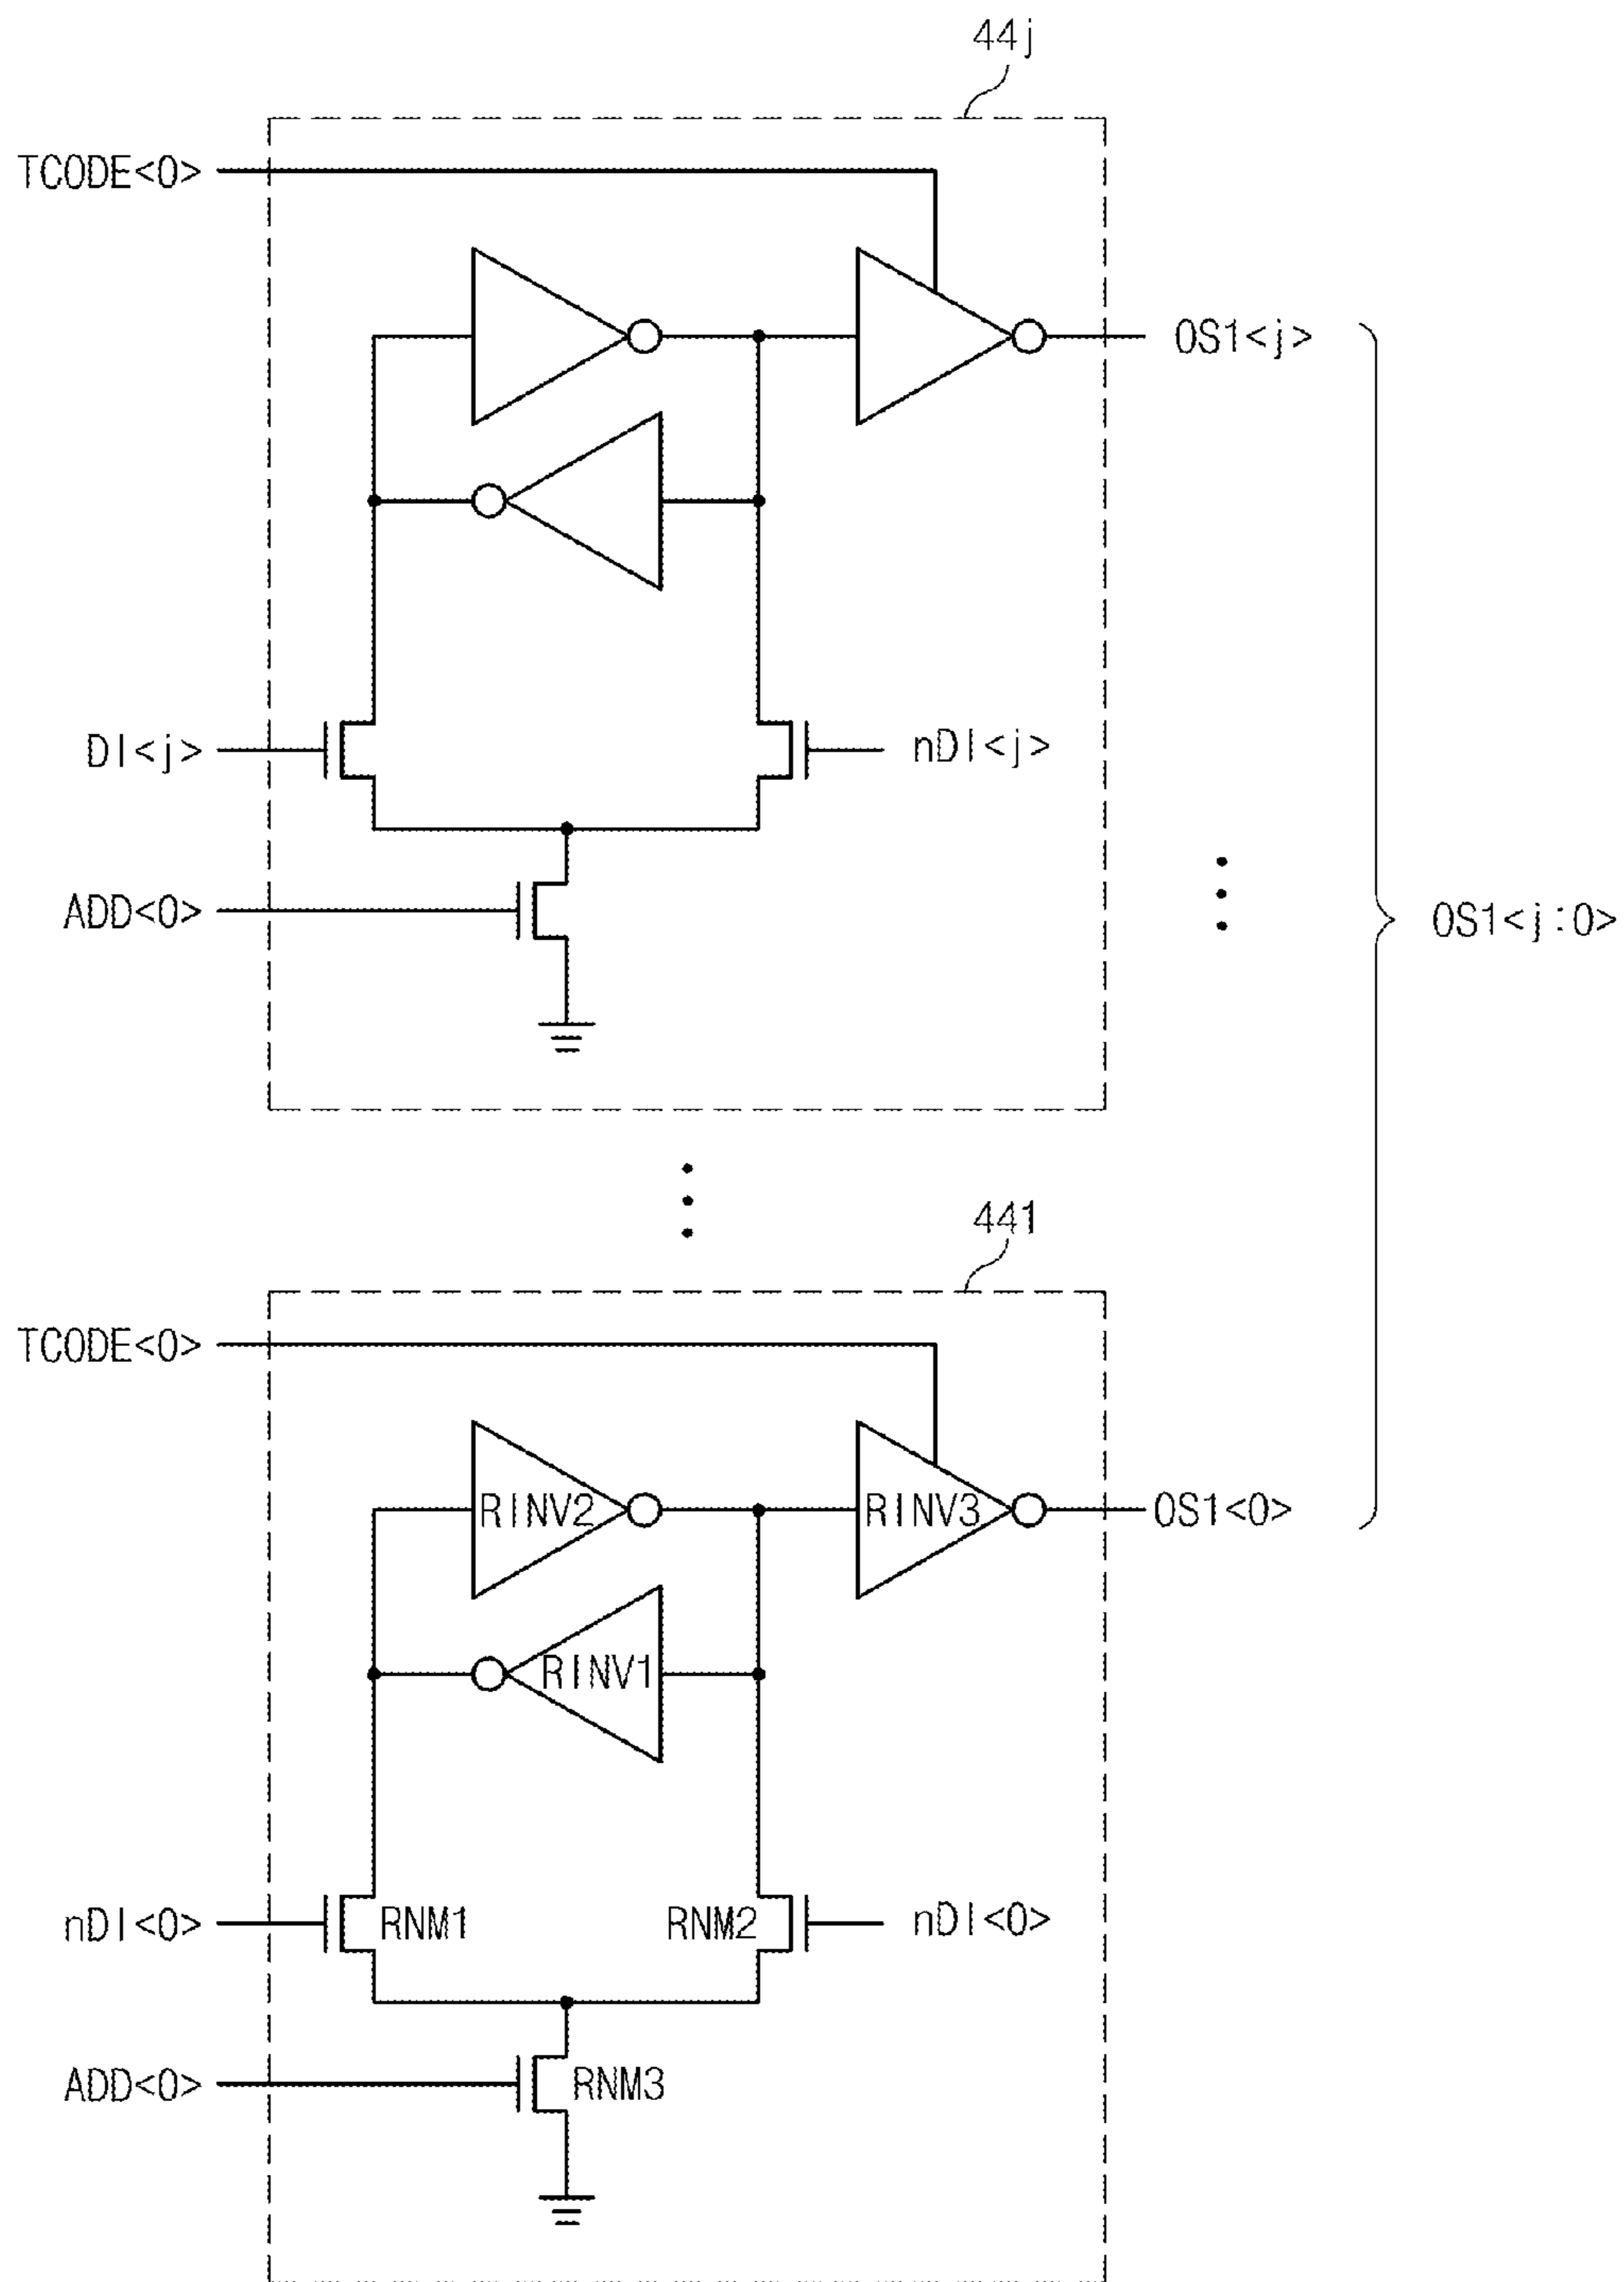 44j
TCODE<0>
OS1<j>
DI<j>
nDI<j>
ADD<0>
OS1<j:0>
441
TCODE<0>
RINV2
RINV3
OS1<0>
RINV1
nDI<0>
RNM1
RNM2
nDI<0>
ADD<0>
RNM3